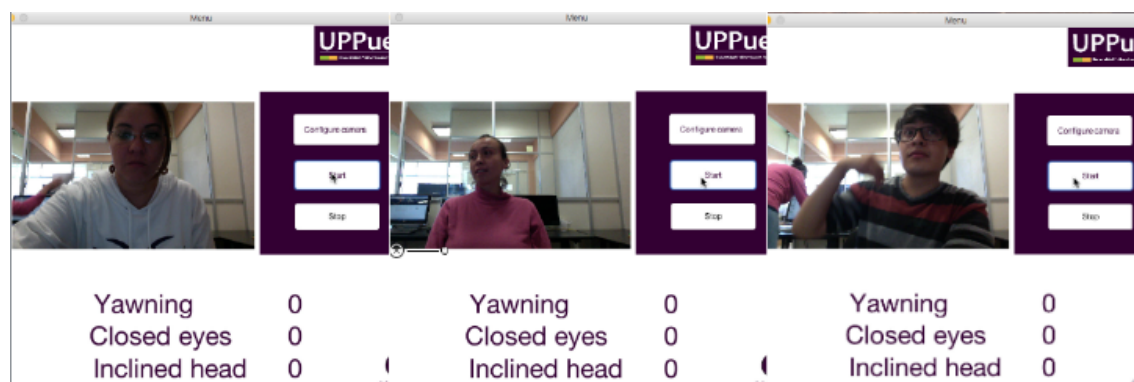 Menu
UPPue
Configure camera
Start
Stop
Yawning 0
Closed eyes 0
Inclined head 0
Menu
UPPue
Configure camera
Start
Stop
Yawning 0
Closed eyes 0
Inclined head 0
Menu
UPPu
Configure camera
Start
Stop
Yawning 0
Closed eyes 0
Inclined head 0